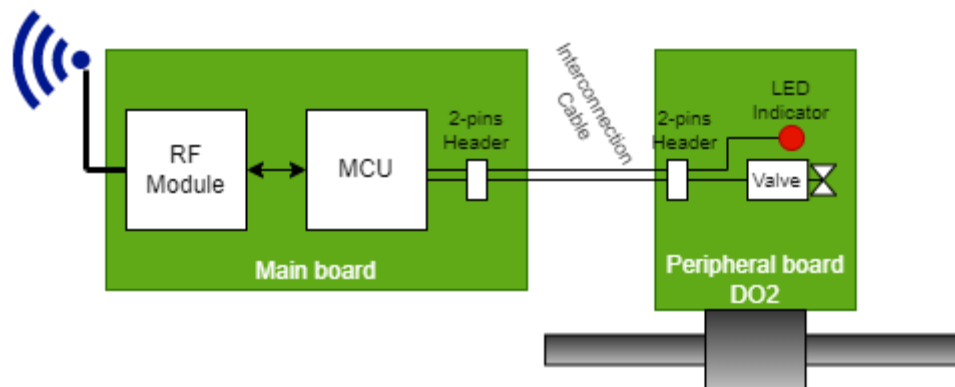 RF
Module
MCU
2-pins
Header
Main board
Interconnection
Cable
2-pins
Header
LED
Indicator
Valve
Peripheral board
DO2